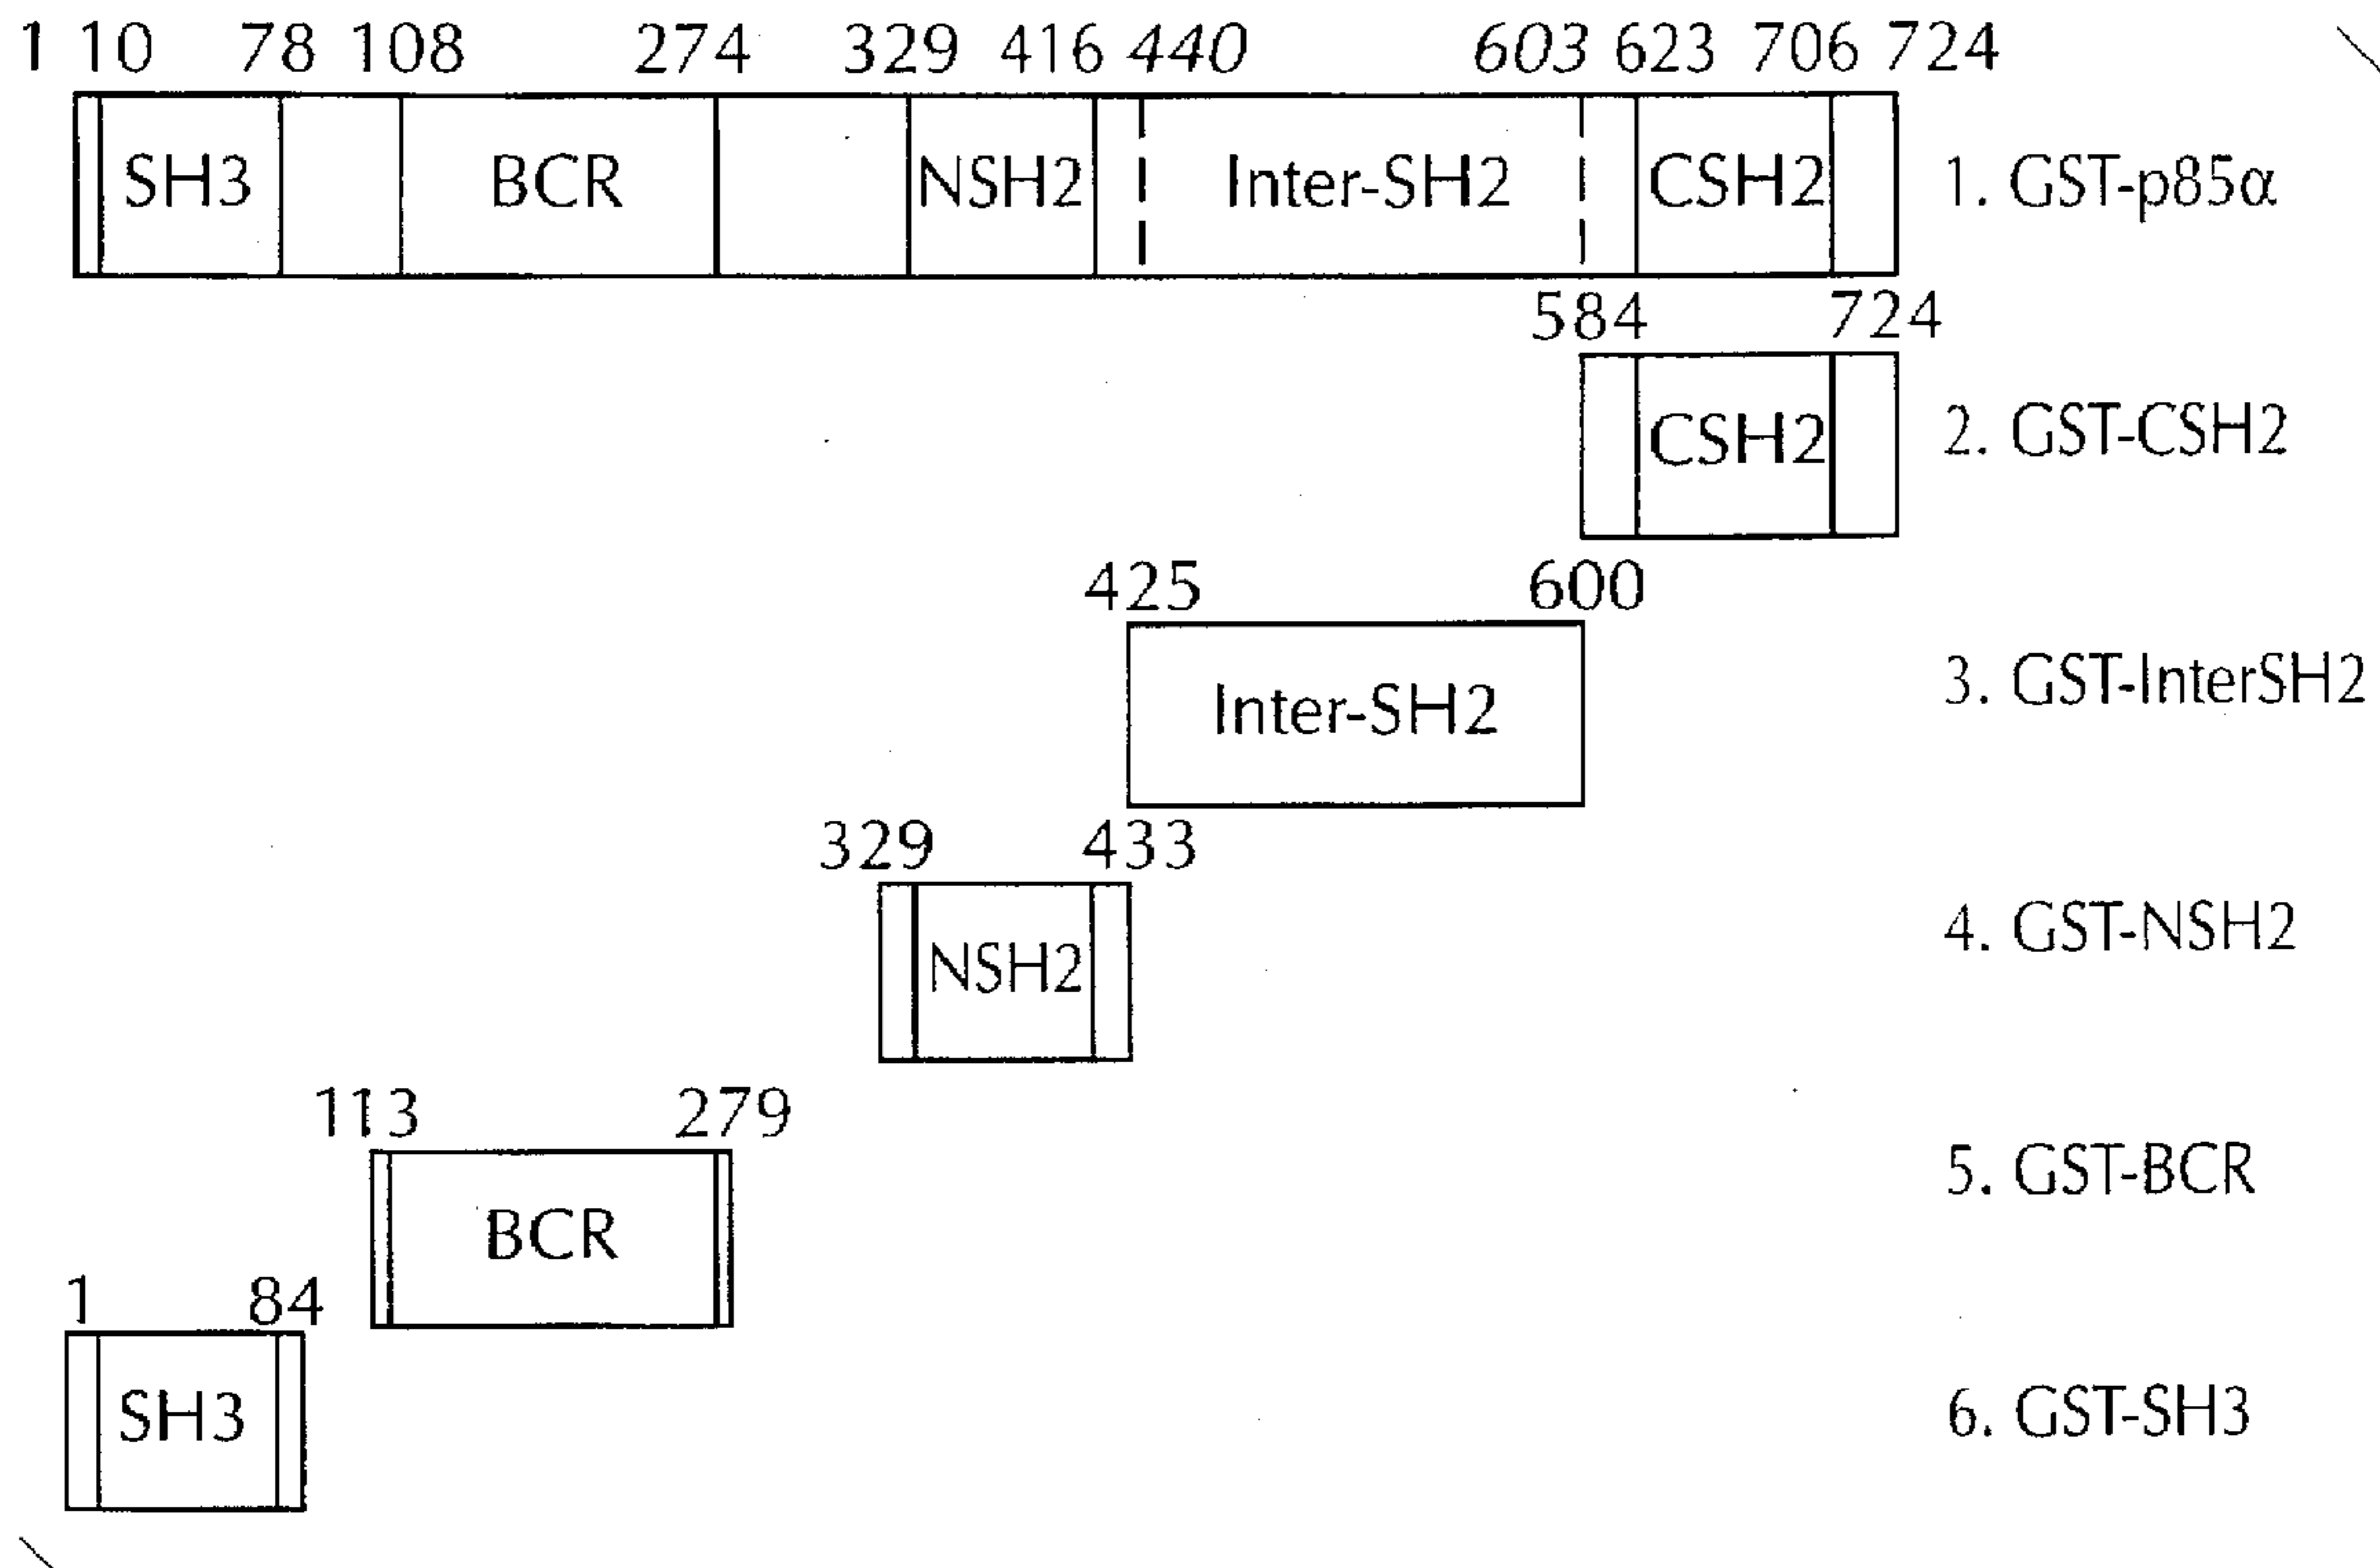 1 10 78 108 274 329 416 440 603 623 706 724
SH3 BCR NSH2 Inter-SH2 CSH2 1. GST-p85α
584 724
CSH2 2. GST-CSH2
425 600
Inter-SH2 3. GST-InterSH2
329 433
NSH2 4. GST-NSH2
113 279
BCR 5. GST-BCR
1 84
SH3 6. GST-SH3